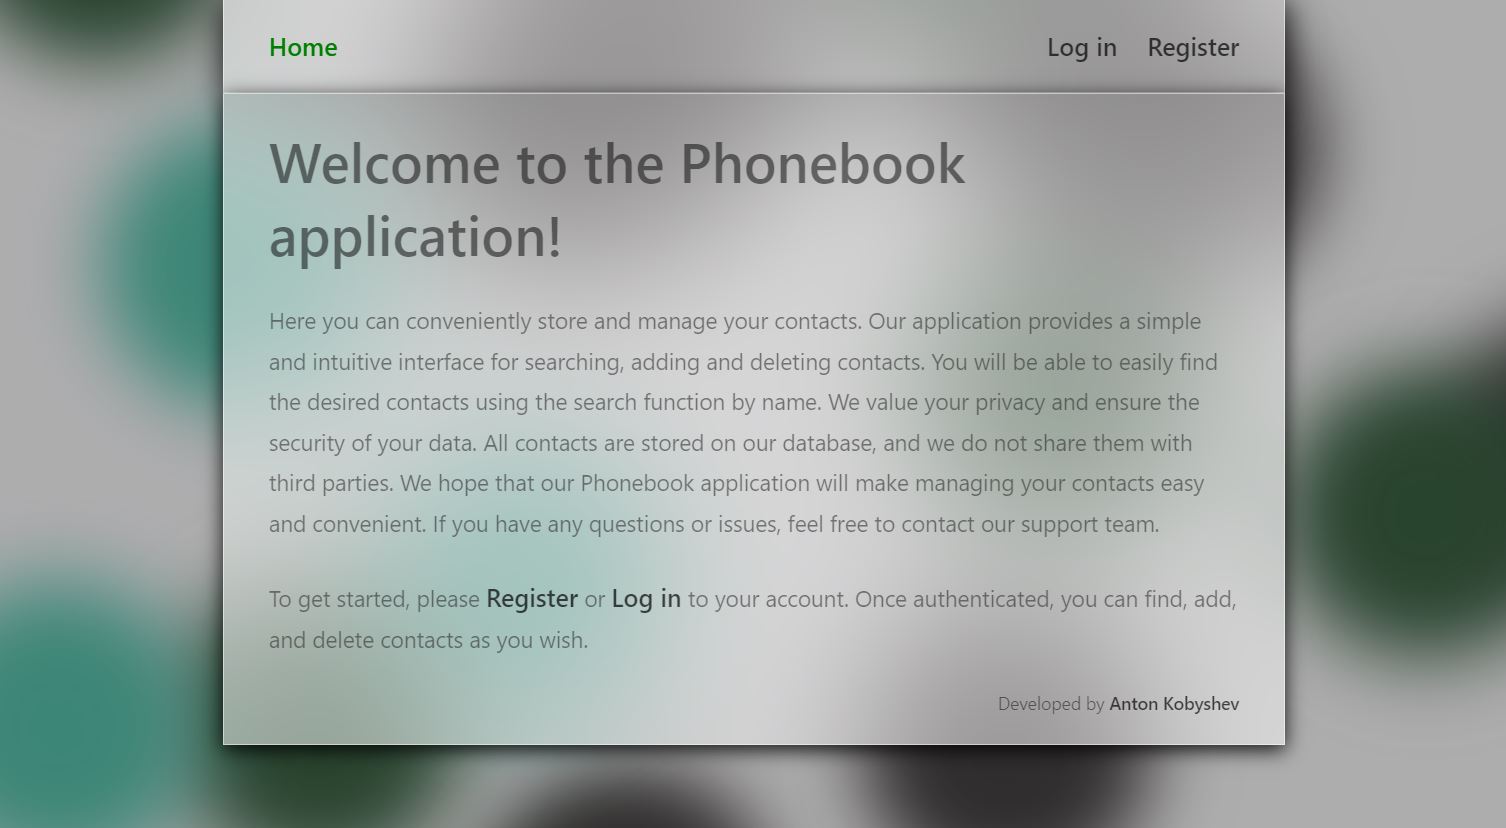 Home Log in Register
Welcome to the Phonebook
application!
Here you can conveniently store and manage your contacts. Our application provides a simple
and intuitive interface for searching, adding and deleting contacts. You will be able to easily find
the desired contacts using the search function by name. We value your privacy and ensure the
security of your data. All contacts are stored on our database, and we do not share them with
third parties. We hope that our Phonebook application will make managing your contacts easy
and convenient. If you have any questions or issues, feel free to contact our support team.
To get started, please Register or Log in to your account. Once authenticated, you can find, add,
and delete contacts as you wish.
Developed by Anton Kobyshev